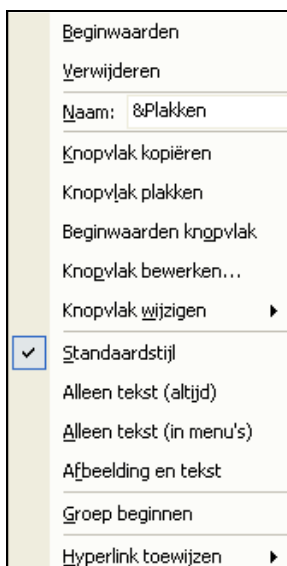 Beginwaarden
Verwijderen
Naam: &Plakken
Knopvlak kopiëren
Knopvlak plakken
Beginwaarden knopvlak
Knopvlak bewerken...
Knopvlak wijzigen
Standaardstijl
Alleen tekst (altijd)
Alleen tekst (in menu's)
Afbeelding en tekst
Groep beginnen
Hyperlink toewijzen